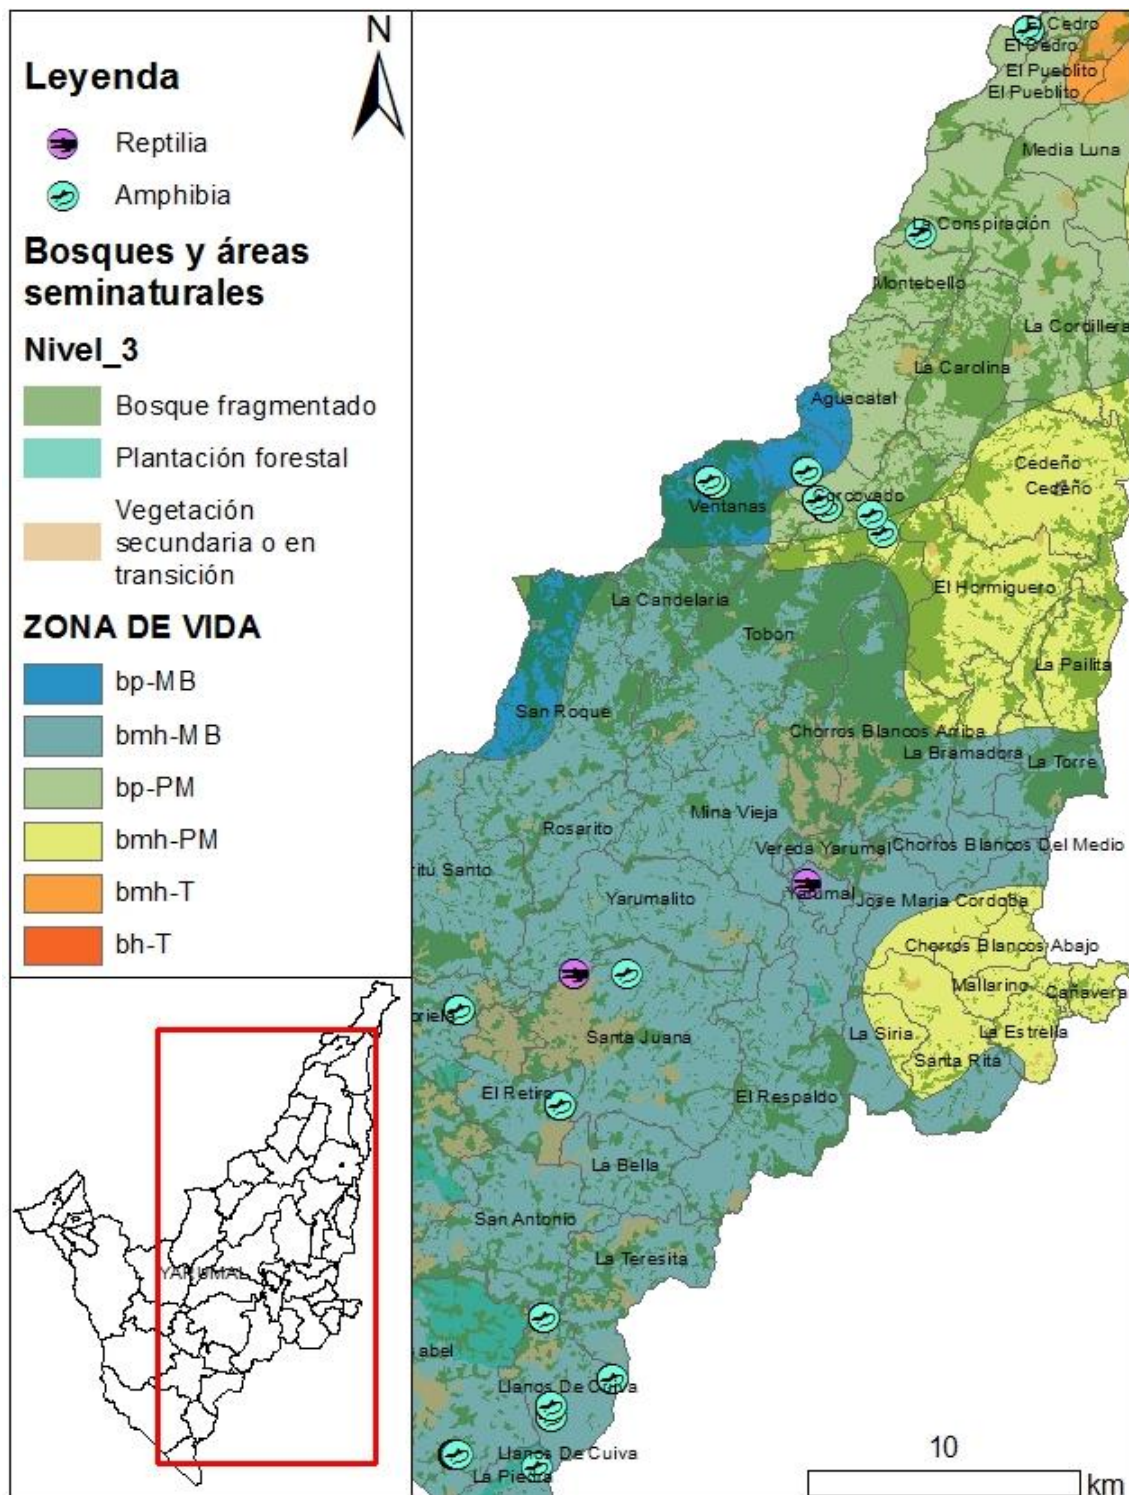 Leyenda
N
Reptilia
Amphibia
Bosques y áreas
seminaturales
Nivel_3
Bosque fragmentado
Plantación forestal
Vegetación
secundaria o en
transición
ZONA DE VIDA
bp-MB
bmh-MB
bp-PM
bmh-PM
bmh-T
bh-T
YARUMAL
El Cedro
El Cedro
El Pueblito
El Pueblito
Media Luna
La Conspiración
Montebello
La Cordillera
La Carolina
Aguacatal
Cedeño
Cedeño
Corcovado
Ventanas
El Hormiguero
La Candelaria
Tobon
La Pailita
San Roque
Chorros Blancos Arriba
La Bramadora
La Torre
Mina Vieja
Rosarito
Vereda Yarumal
Chorros Blancos Del Medio
ritu Santo
Yarumal
Yarumalito
Jose Maria Cordoba
Chorros Blancos Abajo
Mallarino
Cañavera
briela
Santa Juana
La Siria
La Estrella
Santa Rita
El Retiro
El Respaldo
La Bella
San Antonio
La Teresita
abel
Llanos De Cuiva
Llanos De Cuiva
La Piedra
10
km